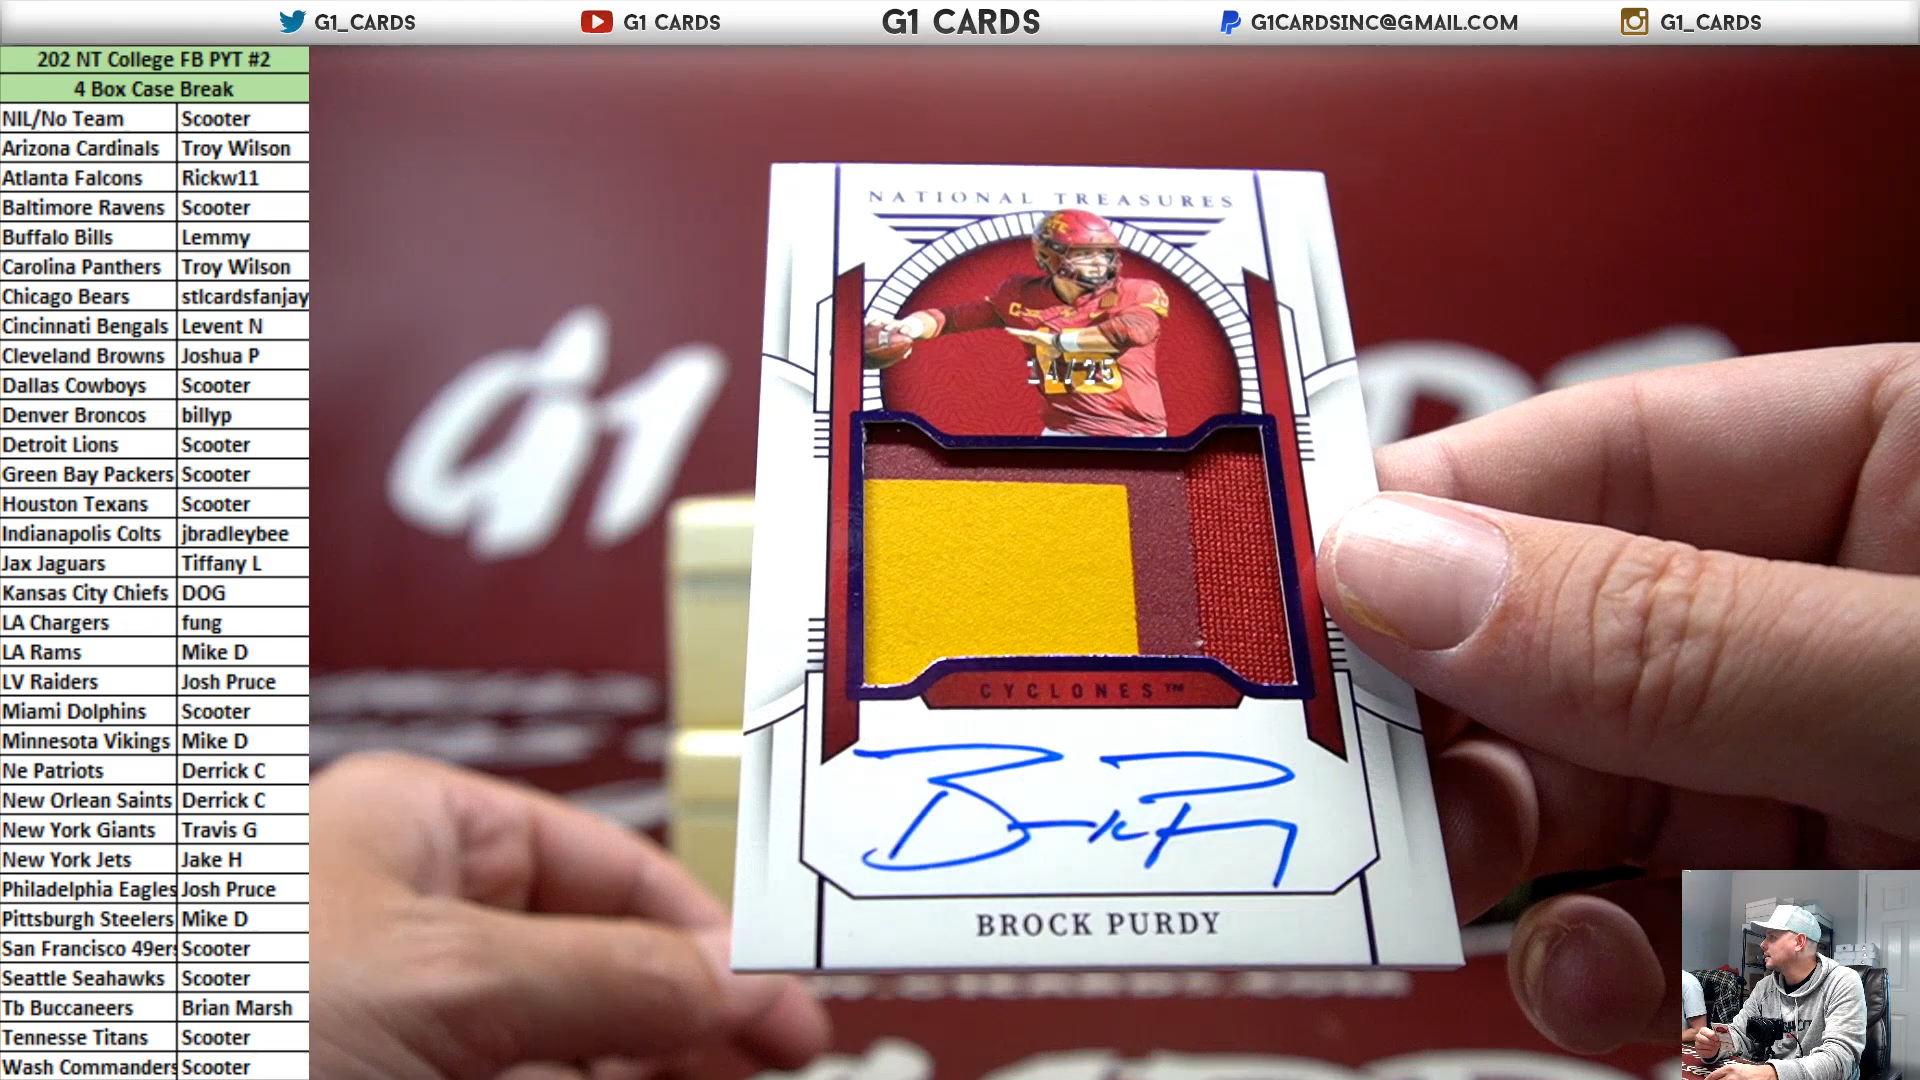 G1_CARDS G1 CARDS G1 CARDS G1CARDSINC@GMAIL.COM G1_CARDS
202 NT College FB PYT #2
4 Box Case Break
NIL/No Team Scooter
Arizona Cardinals Troy Wilson
Atlanta Falcons Rickw11
Baltimore Ravens Scooter
Buffalo Bills Lemmy
Carolina Panthers Troy Wilson
Chicago Bears stlcardsfanjay
Cincinnati Bengals Levent N
Cleveland Browns Joshua P
Dallas Cowboys Scooter
Denver Broncos billyp
Detroit Lions Scooter
Green Bay Packers Scooter
Houston Texans Scooter
Indianapolis Colts jbradleybee
Jax Jaguars Tiffany L
Kansas City Chiefs DOG
LA Chargers fung
LA Rams Mike D
LV Raiders Josh Pruce
Miami Dolphins Scooter
Minnesota Vikings Mike D
Ne Patriots Derrick C
New Orlean Saints Derrick C
New York Giants Travis G
New York Jets Jake H
Philadelphia Eagles Josh Pruce
Pittsburgh Steelers Mike D
San Francisco 49ers Scooter
Seattle Seahawks Scooter
Tb Buccaneers Brian Marsh
Tennesse Titans Scooter
Wash Commanders Scooter
NATIONAL TREASURES
14/25
CYCLONES™
Brock Purdy
BROCK PURDY
G1